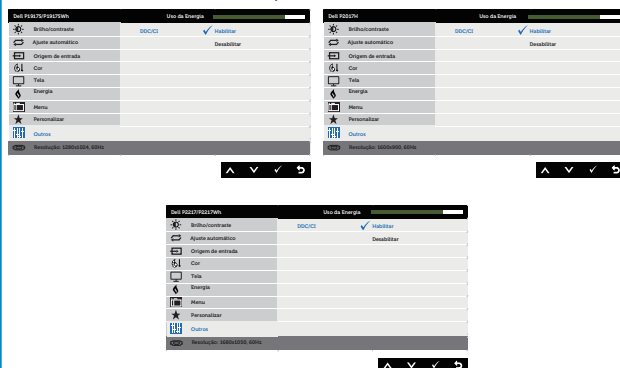 Dell P1917S/P1917SWh Uso da Energia
Brilho/contraste DDC/CI Habilitar
Ajuste automático Desabilitar
Origem de entrada
Cor
Tela
Energia
Menu
Personalizar
Outros
Resolução: 1280x1024, 60Hz
Dell P2017H Uso da Energia
Brilho/contraste DDC/CI Habilitar
Ajuste automático Desabilitar
Origem de entrada
Cor
Tela
Energia
Menu
Personalizar
Outros
Resolução: 1600x900, 60Hz
Dell P2217/P2217Wh Uso da Energia
Brilho/contraste DDC/CI Habilitar
Ajuste automático Desabilitar
Origem de entrada
Cor
Tela
Energia
Menu
Personalizar
Outros
Resolução: 1680x1050, 60Hz